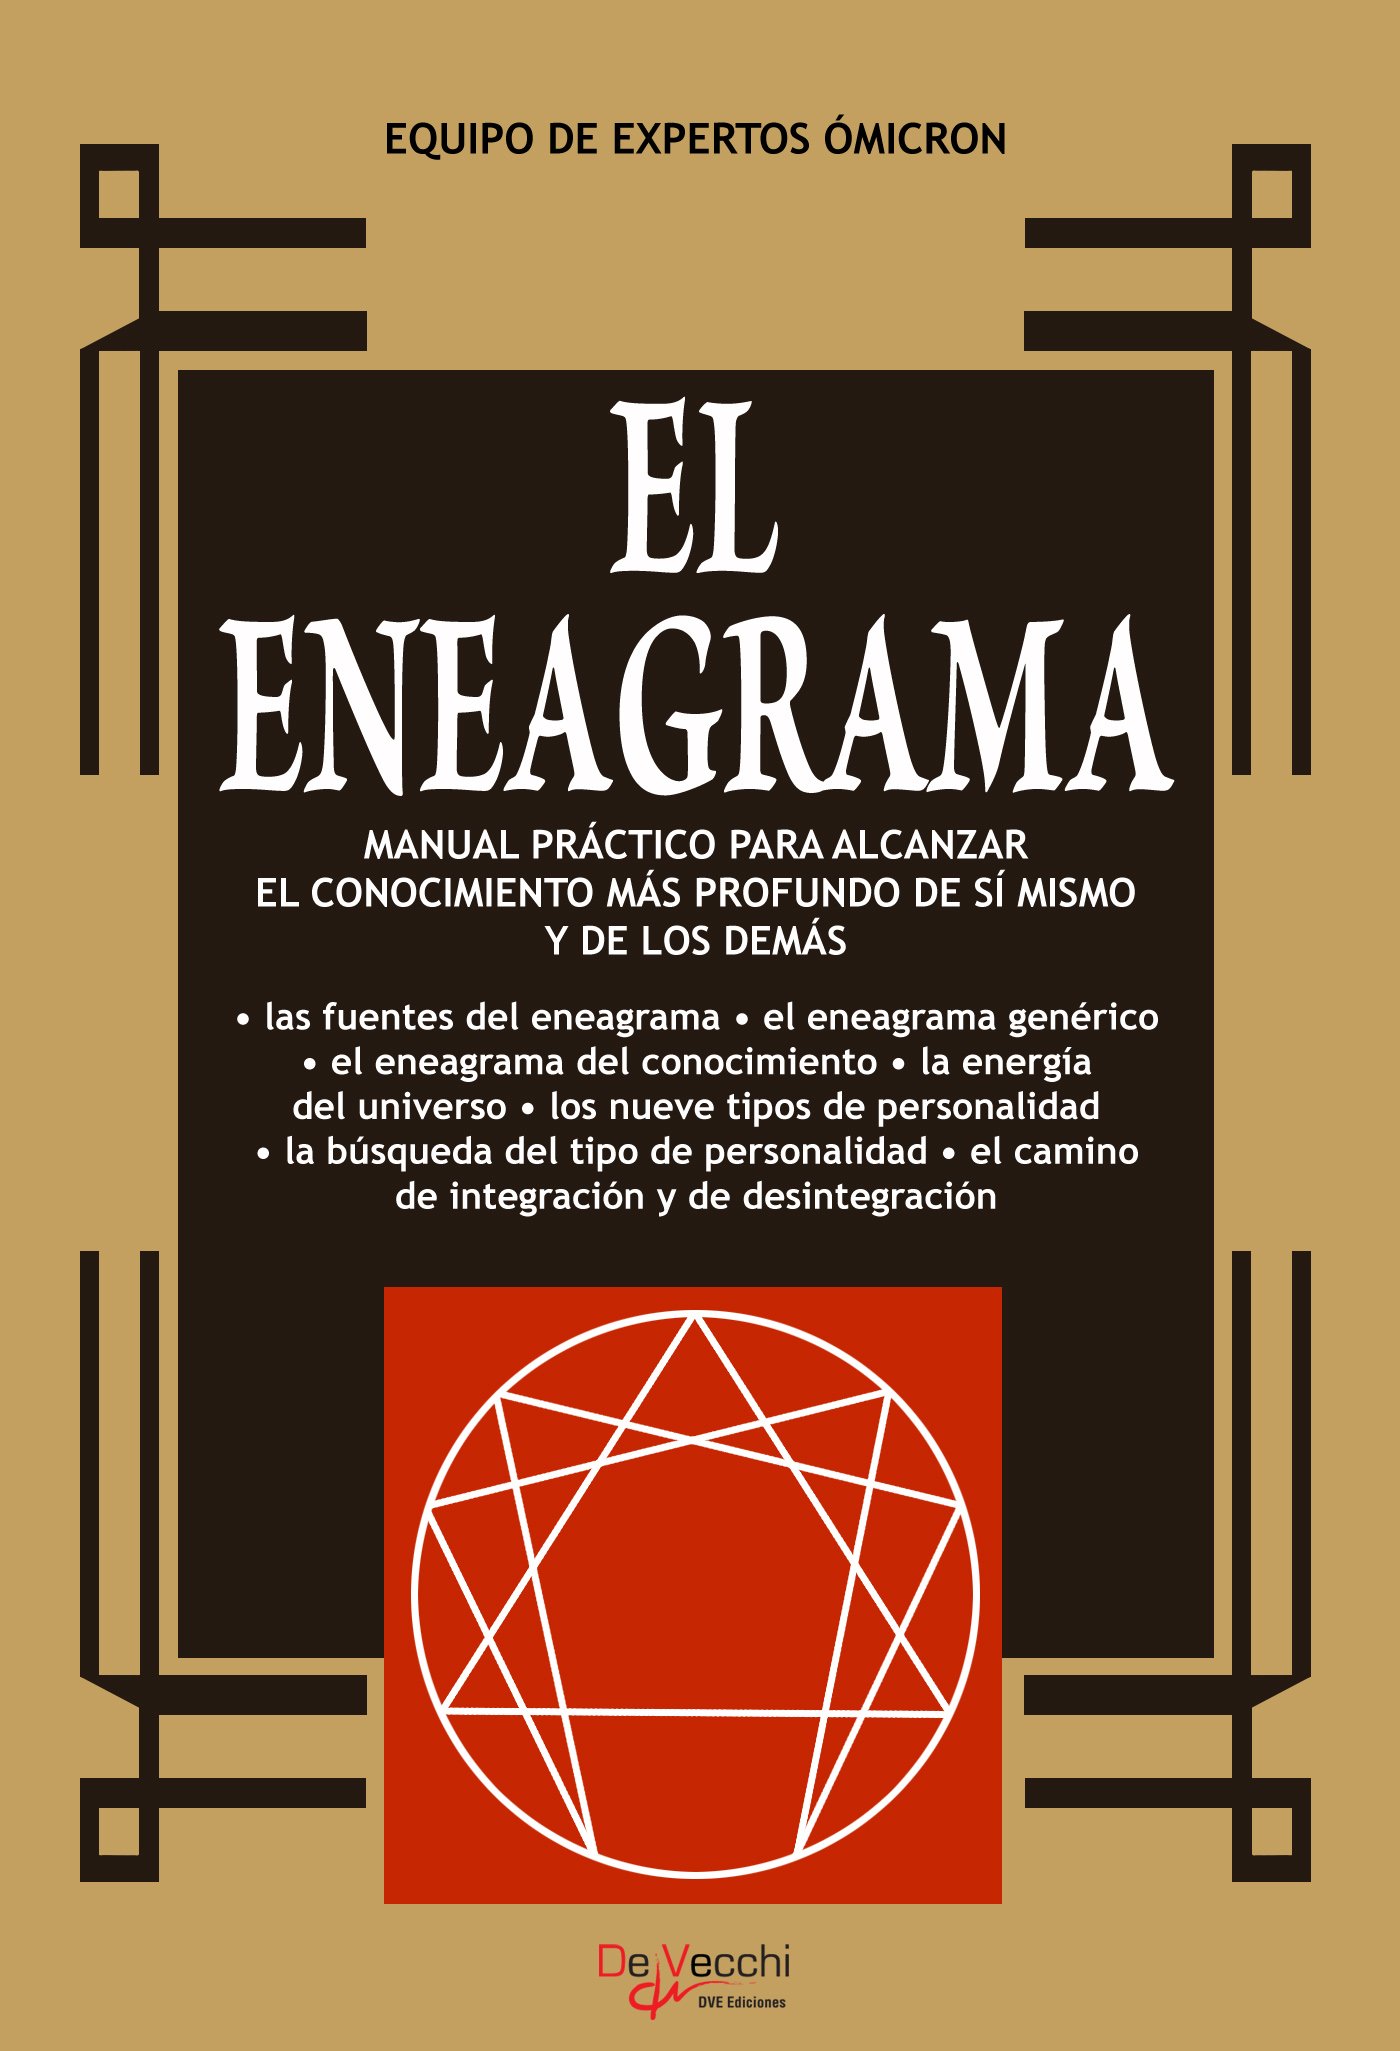 EQUIPO DE EXPERTOS ÓMICRON
EL
ENEAGRAMA
MANUAL PRÁCTICO PARA ALCANZAR
EL CONOCIMIENTO MÁS PROFUNDO DE SÍ MISMO
Y DE LOS DEMÁS
• las fuentes del eneagrama • el eneagrama genérico
• el eneagrama del conocimiento • la energía
del universo • los nueve tipos de personalidad
• la búsqueda del tipo de personalidad • el camino
de integración y de desintegración
De Vecchi
DVE Ediciones